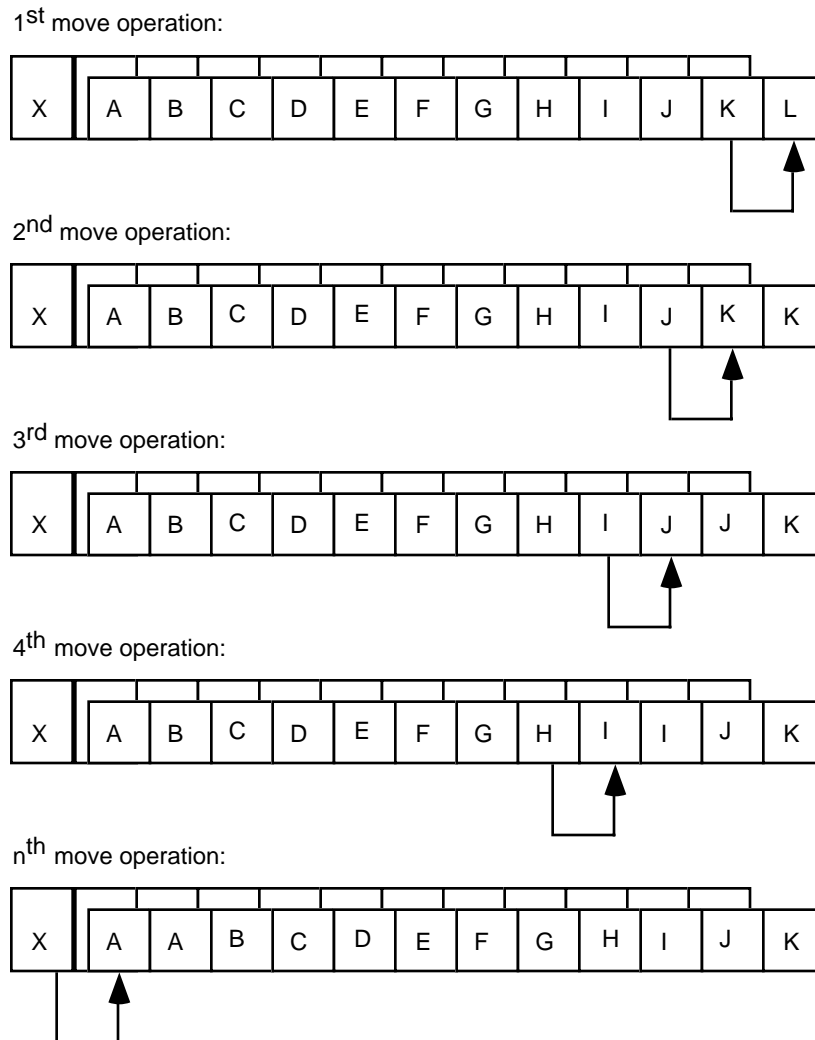 1st move operation:
X A B C D E F G H I J K L
2nd move operation:
X A B C D E F G H I J K K
3rd move operation:
X A B C D E F G H I J J K
4th move operation:
X A B C D E F G H I I J K
nth move operation:
X A A B C D E F G H I J K